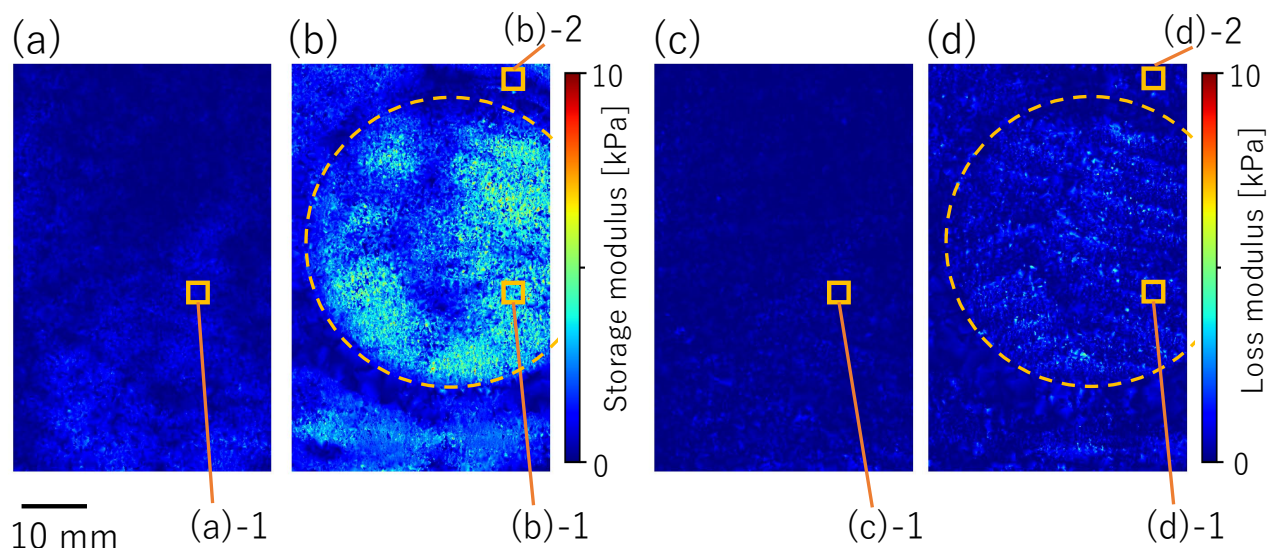 (a)
(b)
(b)-2
10
Storage modulus [kPa]
0
(c)
(d)
(d)-2
10
Loss modulus [kPa]
0
10 mm
(a)-1
(b)-1
(c)-1
(d)-1